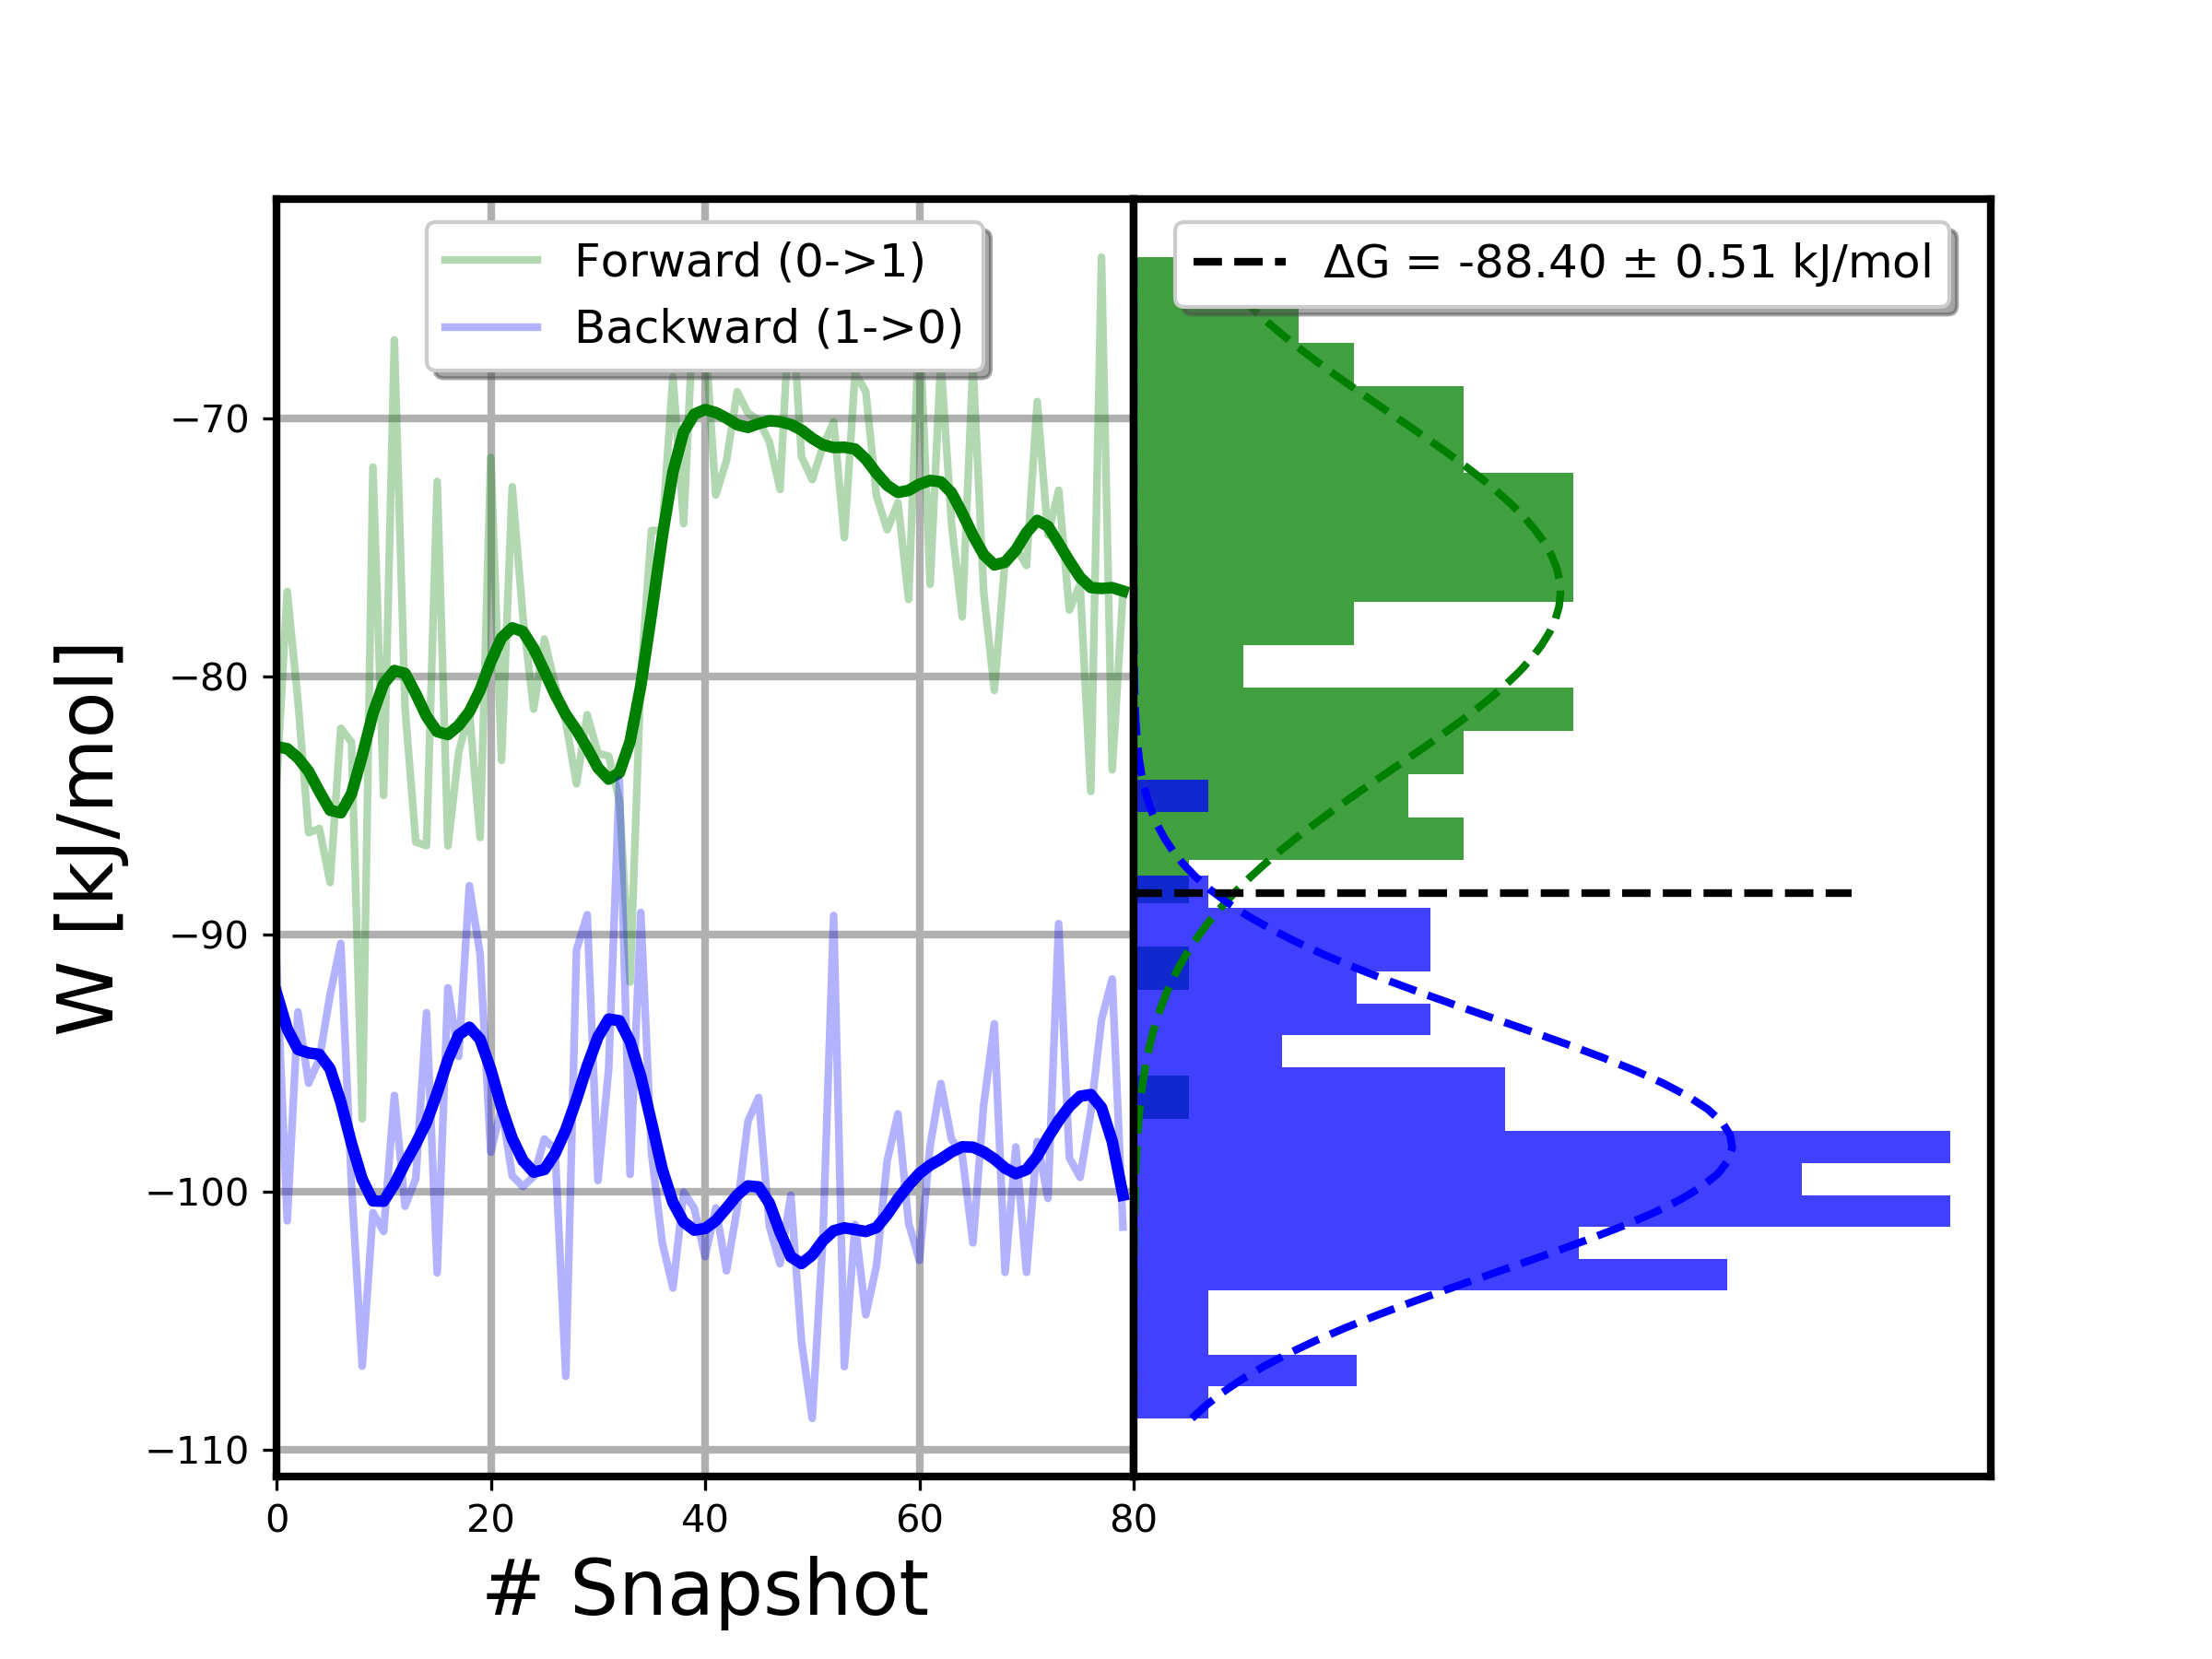 Forward (0->1)
Backward (1->0)
ΔG = -88.40 ± 0.51 kJ/mol
W [kJ/mol]
−70
−80
−90
−100
−110
0 20 40 60 80
# Snapshot